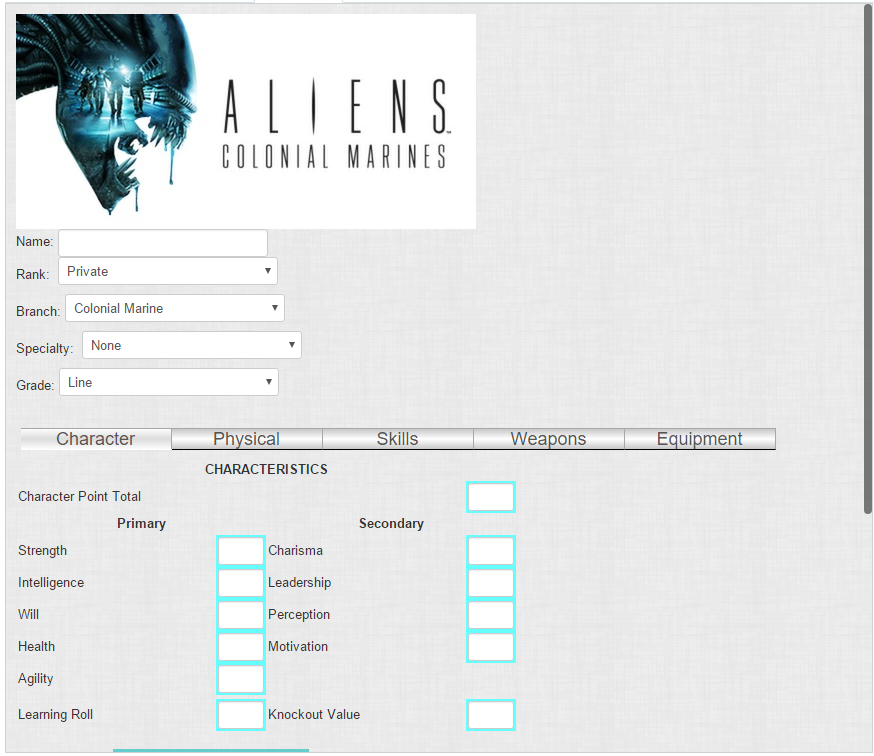 ALIENS™
COLONIAL MARINES
Name:
Rank: Private
Branch: Colonial Marine
Specialty: None
Grade: Line
Character Physical Skills Weapons Equipment
CHARACTERISTICS
Character Point Total
Primary Secondary
Strength Charisma
Intelligence Leadership
Will Perception
Health Motivation
Agility
Learning Roll Knockout Value